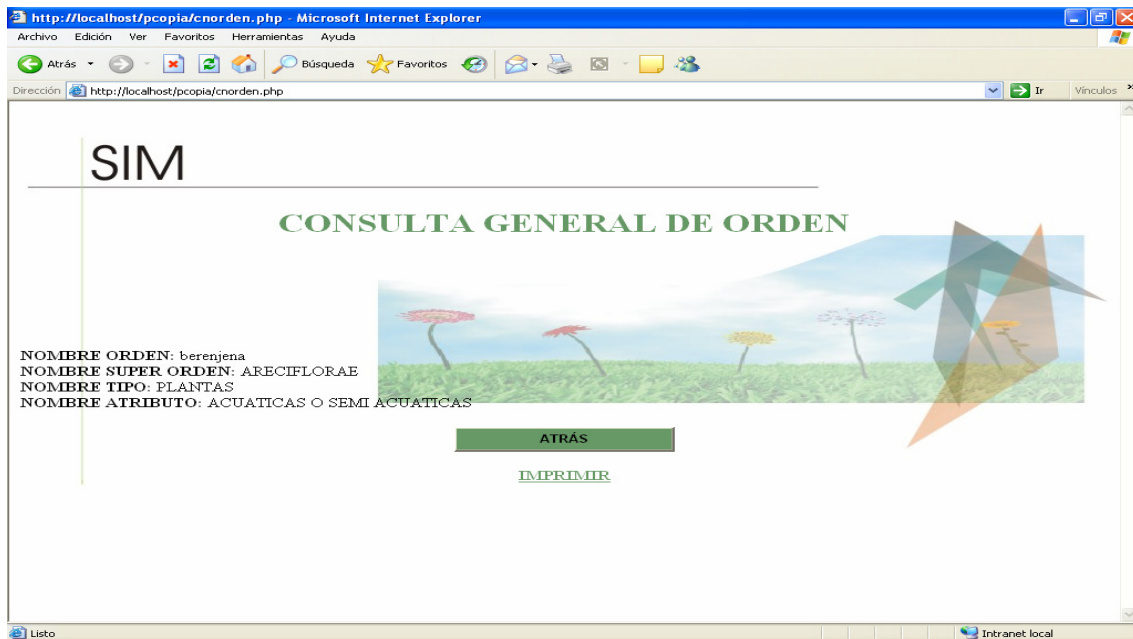 http://localhost/pcopia/cnorden.php - Microsoft Internet Explorer
Archivo Edición Ver Favoritos Herramientas Ayuda
Atrás Búsqueda Favoritos
Dirección http://localhost/pcopia/cnorden.php Ir Vínculos »
SIM
CONSULTA GENERAL DE ORDEN
NOMBRE ORDEN: berenjena
NOMBRE SUPER ORDEN: ARECIFLORAE
NOMBRE TIPO: PLANTAS
NOMBRE ATRIBUTO: ACUATICAS O SEMI ACUATICAS
ATRÁS
IMPRIMIR
Listo Intranet local